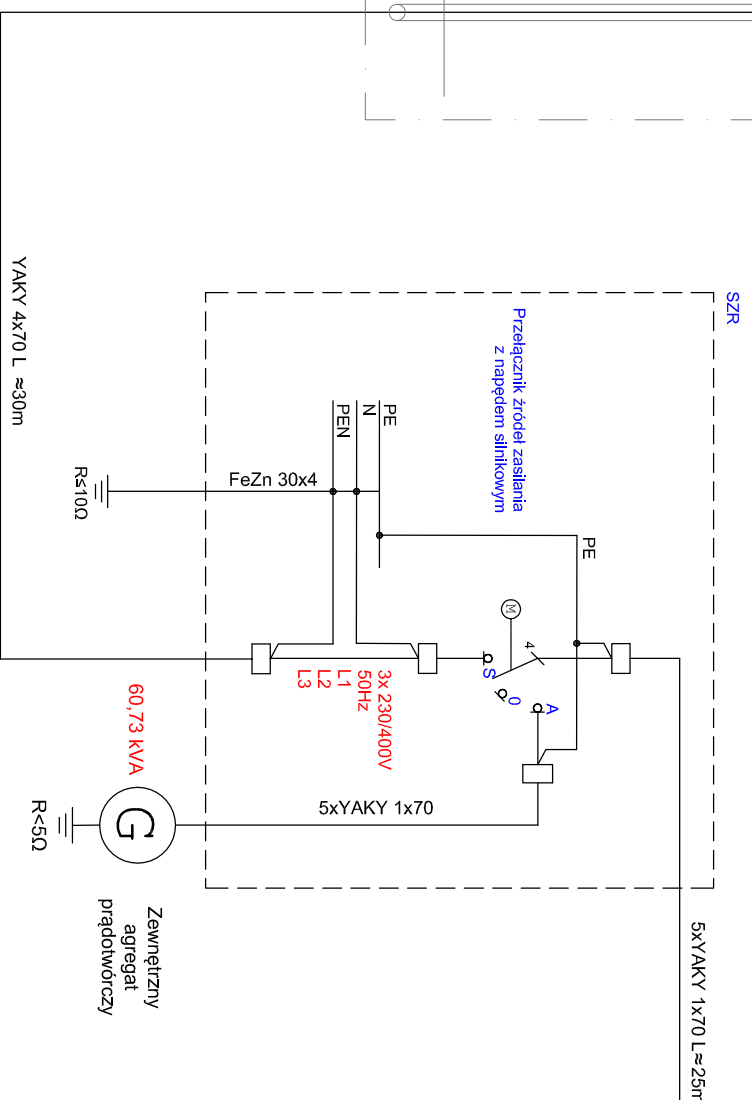 SZR
Przełącznik źródeł zasilania
z napędem silnikowym
YAKY 4x70 L ≈30m
PE
N
PEN
FeZn 30x4
R≤10Ω
PE
M
4
S
0
A
3x 230/400V
50Hz
L1
L2
L3
60,73 kVA
G
R<5Ω
5xYAKY 1x70
Zewnętrzny
agregat
prądotwórczy
5xYAKY 1x70 L≈25m